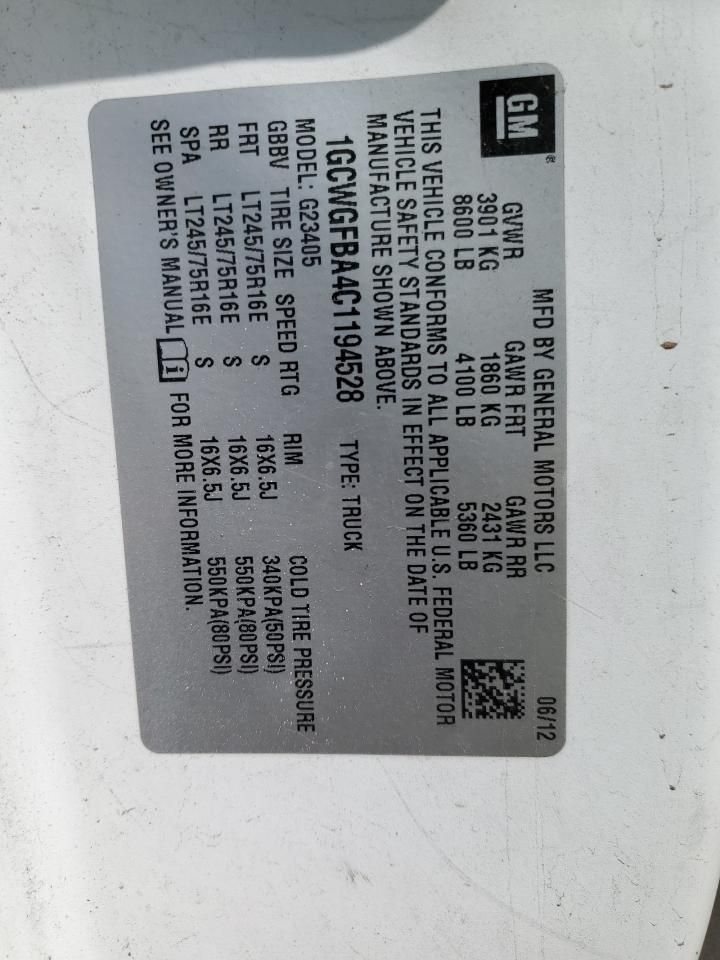 GM®
MFD BY GENERAL MOTORS LLC 06/12
GVWR GAWR FRT GAWR RR
3901 KG 1860 KG 2431 KG
8600 LB 4100 LB 5360 LB
THIS VEHICLE CONFORMS TO ALL APPLICABLE U.S. FEDERAL MOTOR
VEHICLE SAFETY STANDARDS IN EFFECT ON THE DATE OF
MANUFACTURE SHOWN ABOVE.
1GCWGFBA4C1194528 TYPE: TRUCK
MODEL: G23405
GBBV TIRE SIZE SPEED RTG RIM COLD TIRE PRESSURE
FRT LT245/75R16E S 16X6.5J 340KPA(50PSI)
RR LT245/75R16E S 16X6.5J 550KPA(80PSI)
SPA LT245/75R16E S 16X6.5J 550KPA(80PSI)
SEE OWNER'S MANUAL i FOR MORE INFORMATION.